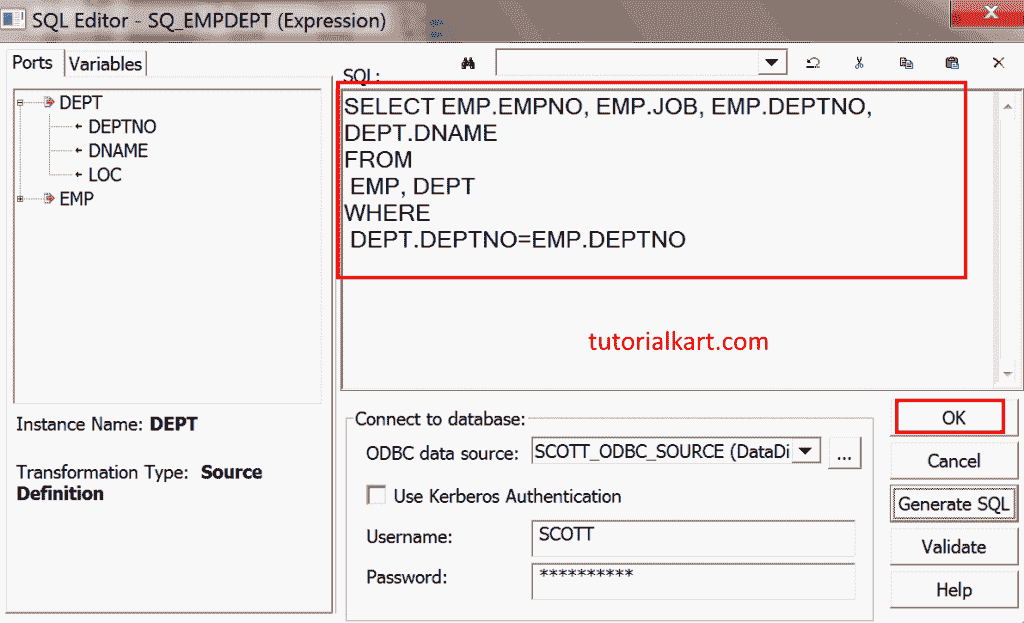 SQL Editor - SQ_EMPDEPT (Expression)
Ports
Variables
SQL:
DEPT
DEPTNO
DNAME
LOC
EMP
SELECT EMP.EMPNO, EMP.JOB, EMP.DEPTNO,
DEPT.DNAME
FROM
EMP, DEPT
WHERE
DEPT.DEPTNO=EMP.DEPTNO
tutorialkart.com
Instance Name: DEPT
Transformation Type: Source
Definition
Connect to database:
ODBC data source: SCOTT_ODBC_SOURCE (DataDi
...
Use Kerberos Authentication
Username: SCOTT
Password: **********
OK
Cancel
Generate SQL
Validate
Help